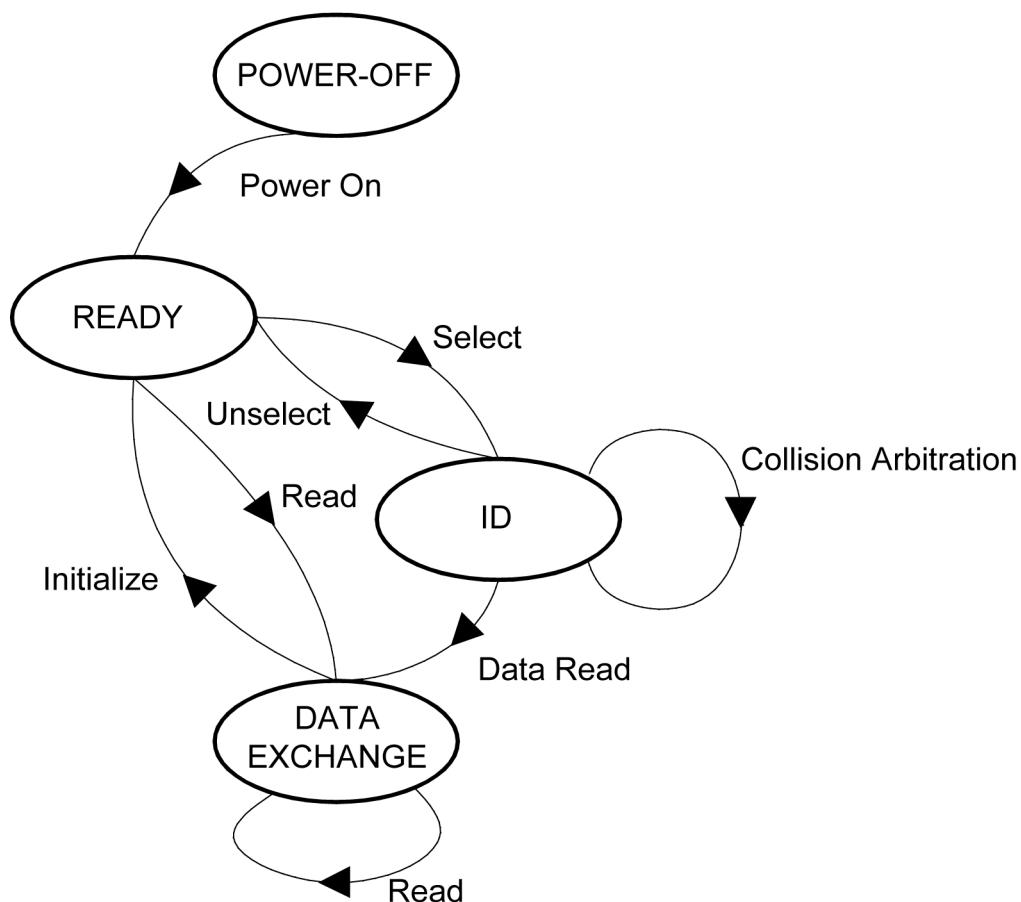 POWER-OFF
Power On
READY
Select
Unselect
Collision Arbitration
Read
ID
Initialize
Data Read
DATA
EXCHANGE
Read